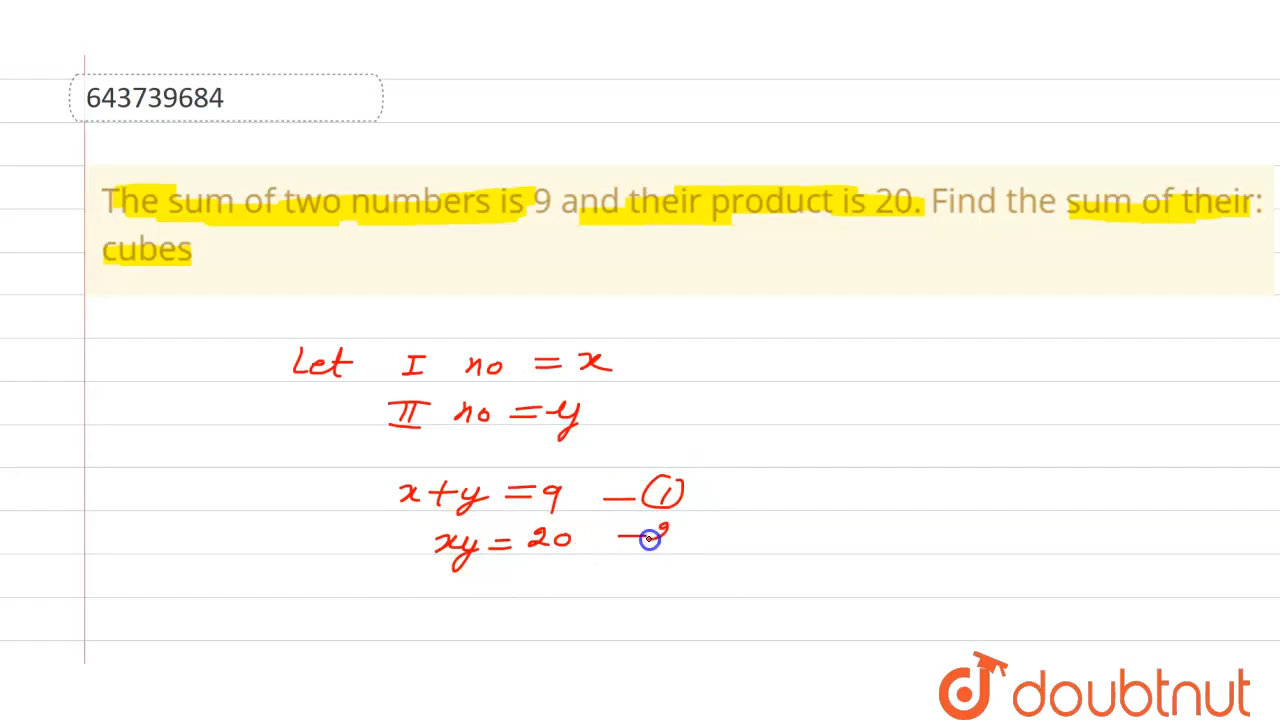 643739684
The sum of two numbers is 9 and their product is 20. Find the sum of their:
cubes
Let I no = x
II no = y
x+y = 9 —(1)
xy = 20 —2
doubtnut